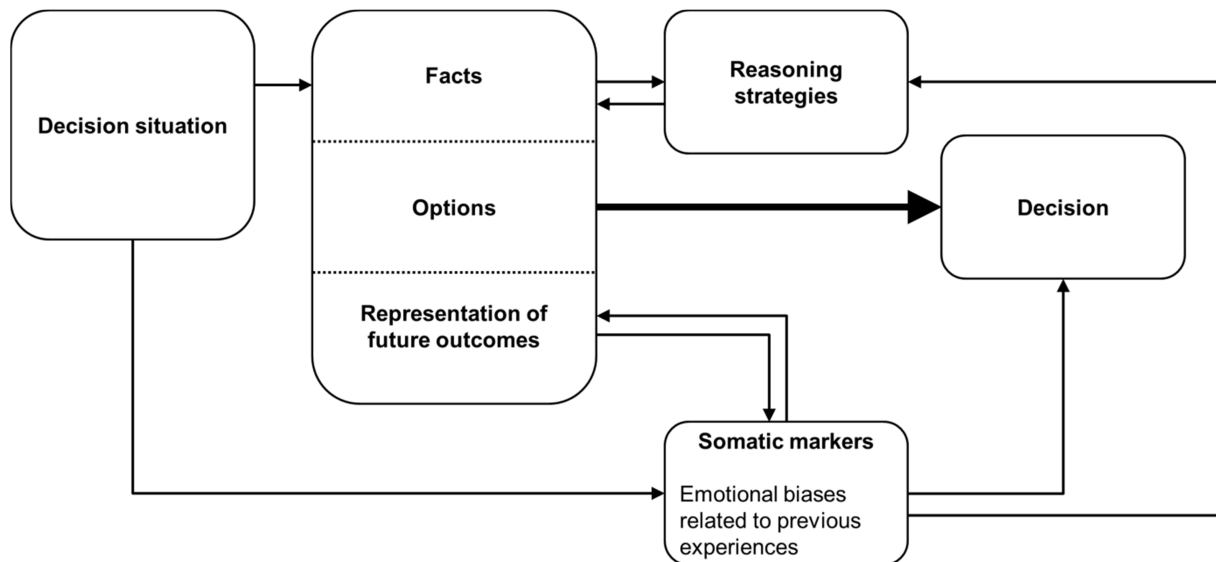 Decision situation
Facts
Options
Representation of
future outcomes
Reasoning
strategies
Decision
Somatic markers
Emotional biases
related to previous
experiences